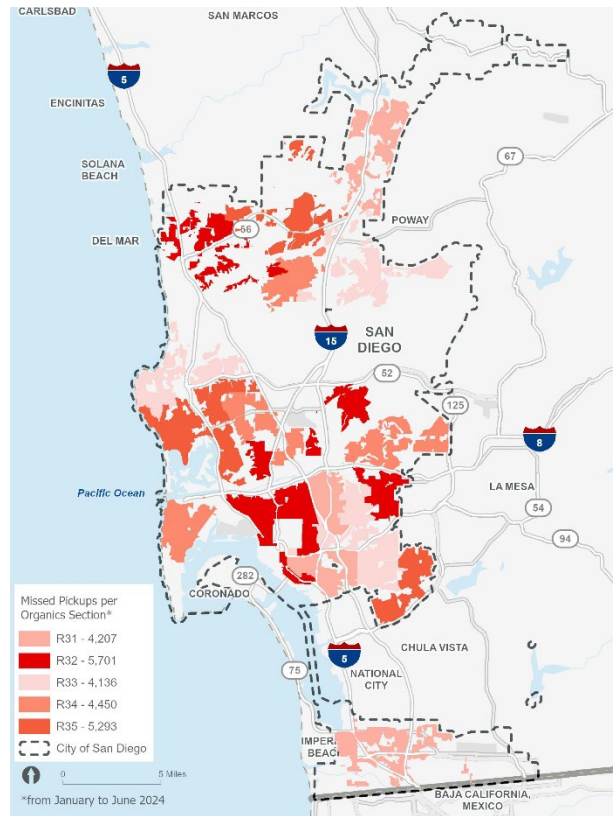 CARLSBAD
SAN MARCOS
5
ENCINITAS
67
SOLANA
BEACH
POWAY
56
DEL MAR
15
SAN
DIEGO
52
125
8
Pacific Ocean
LA MESA
54
94
282
CORONADO
Missed Pickups per
Organics Section*
R31 - 4,207
R32 - 5,701
R33 - 4,136
R34 - 4,450
R35 - 5,293
City of San Diego
0 5 Miles
*from January to June 2024
CHULA VISTA
5
NATIONAL
CITY
75
IMPER
BEACH
BAJA CALIFORNIA,
MEXICO